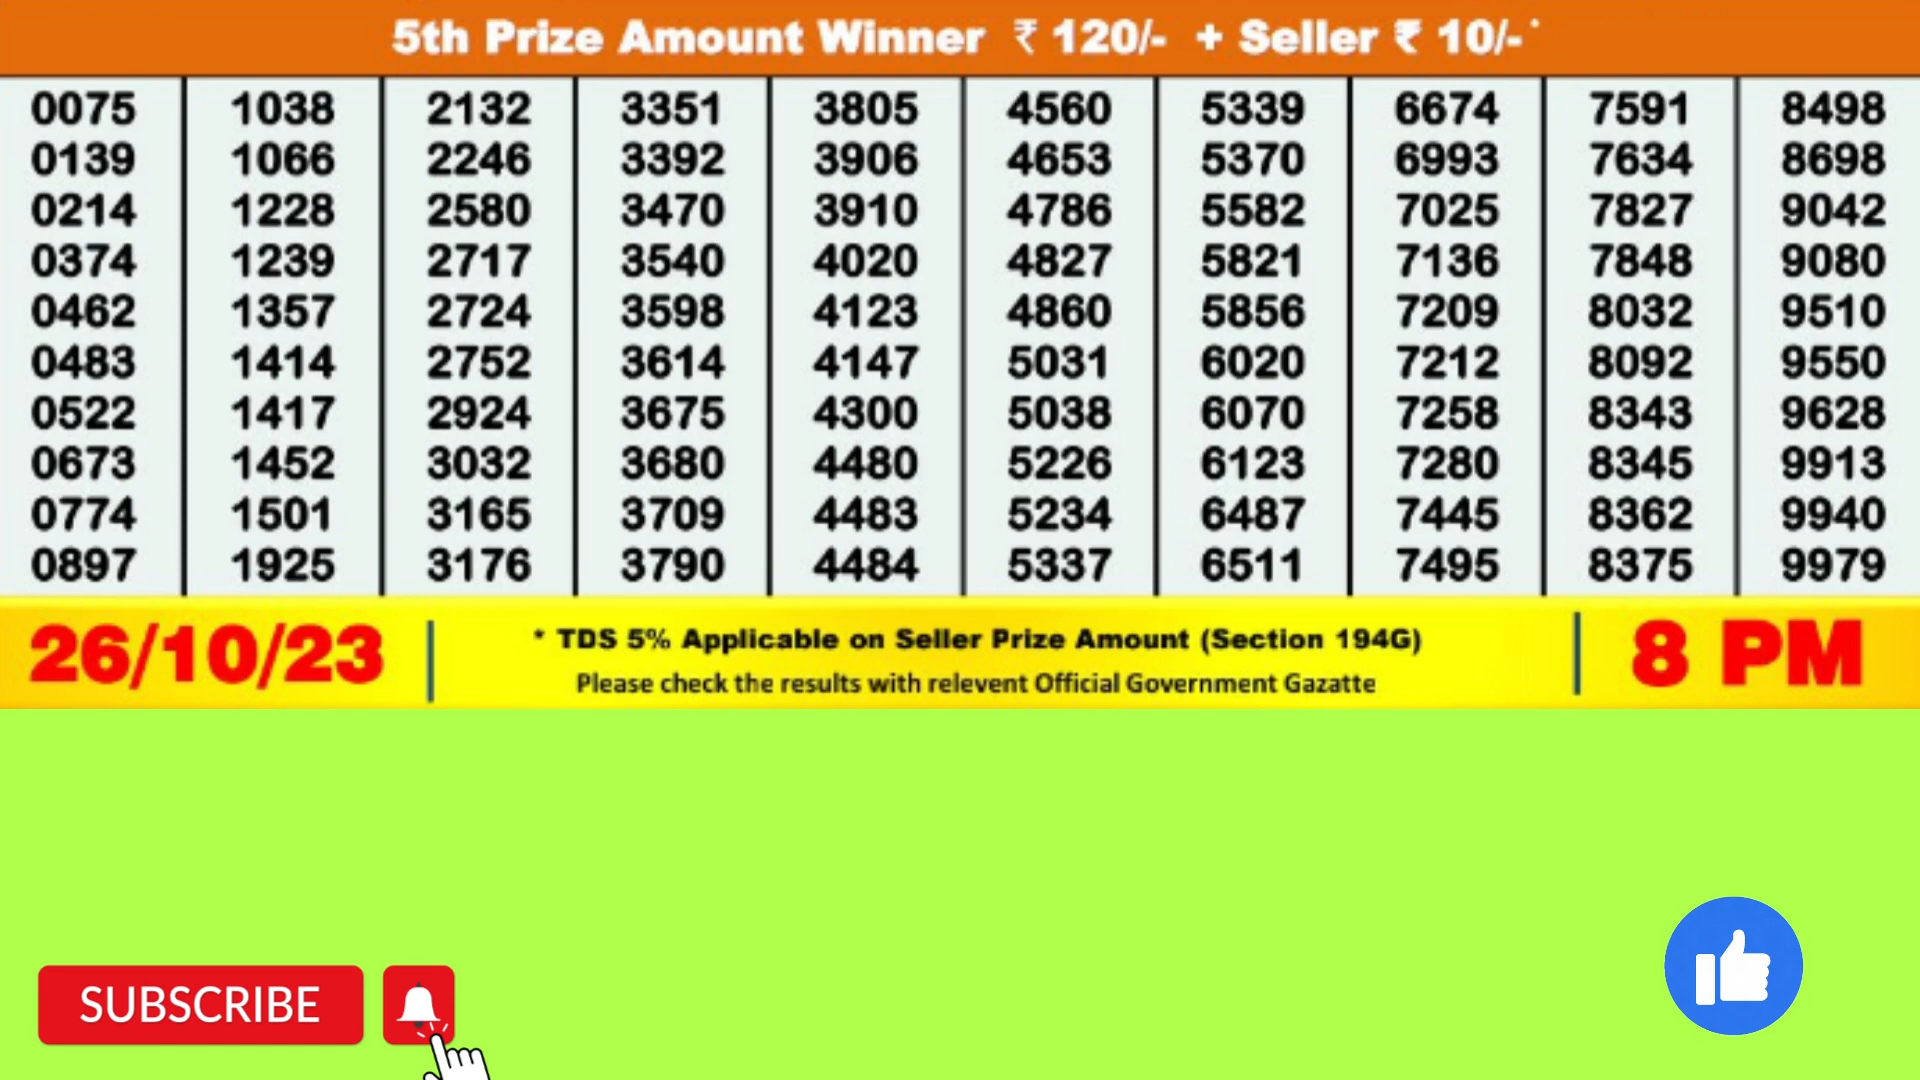 5th Prize Amount Winner ₹ 120/- + Seller ₹ 10/-*
0075 1038 2132 3351 3805 4560 5339 6674 7591 8498
0139 1066 2246 3392 3906 4653 5370 6993 7634 8698
0214 1228 2580 3470 3910 4786 5582 7025 7827 9042
0374 1239 2717 3540 4020 4827 5821 7136 7848 9080
0462 1357 2724 3598 4123 4860 5856 7209 8032 9510
0483 1414 2752 3614 4147 5031 6020 7212 8092 9550
0522 1417 2924 3675 4300 5038 6070 7258 8343 9628
0673 1452 3032 3680 4480 5226 6123 7280 8345 9913
0774 1501 3165 3709 4483 5234 6487 7445 8362 9940
0897 1925 3176 3790 4484 5337 6511 7495 8375 9979
26/10/23
* TDS 5% Applicable on Seller Prize Amount (Section 194G)
Please check the results with relevent Official Government Gazatte
8 PM
SUBSCRIBE